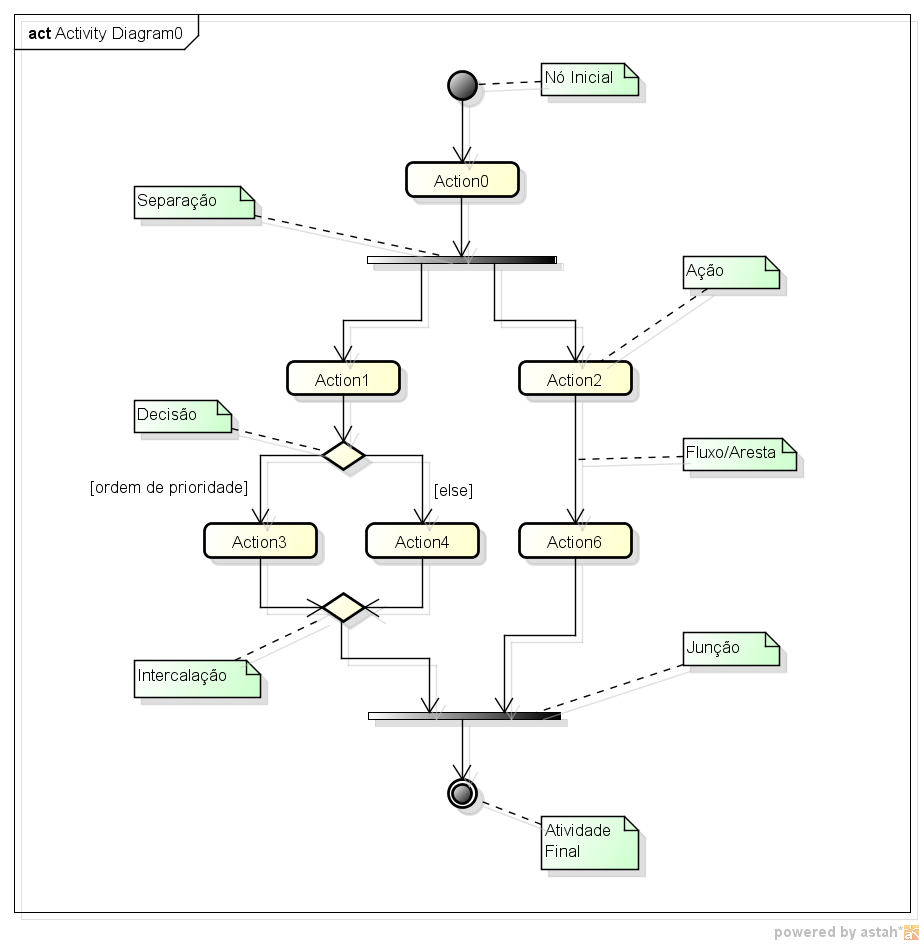 act Activity Diagram0
Nó Inicial
Action0
Separação
Ação
Action1
Action2
Decisão
Fluxo/Aresta
[ordem de prioridade]
[else]
Action3
Action4
Action6
Junção
Intercalação
Atividade
Final
powered by astah*